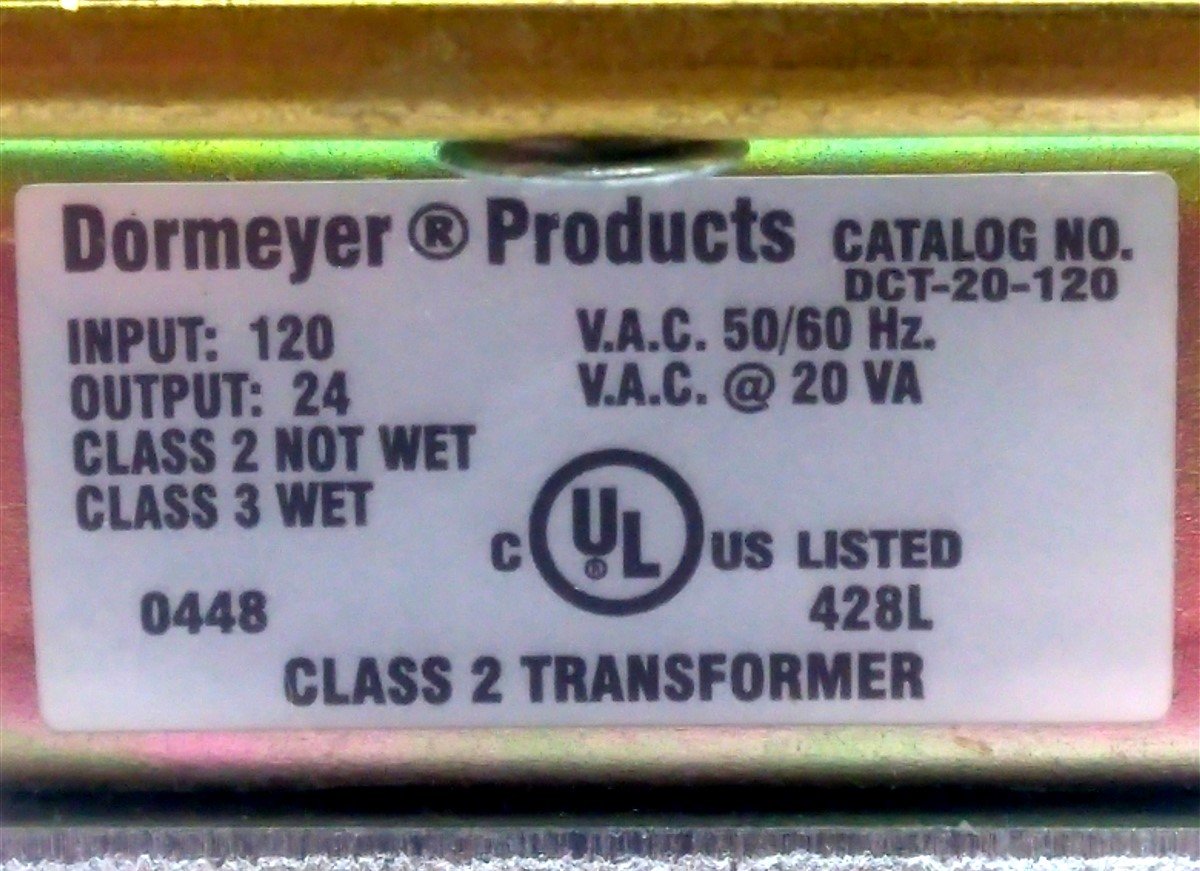 Dormeyer ® Products CATALOG NO.
DCT-20-120
INPUT: 120 V.A.C. 50/60 Hz.
OUTPUT: 24 V.A.C. @ 20 VA
CLASS 2 NOT WET
CLASS 3 WET
C UL ® US LISTED
0448 428L
CLASS 2 TRANSFORMER